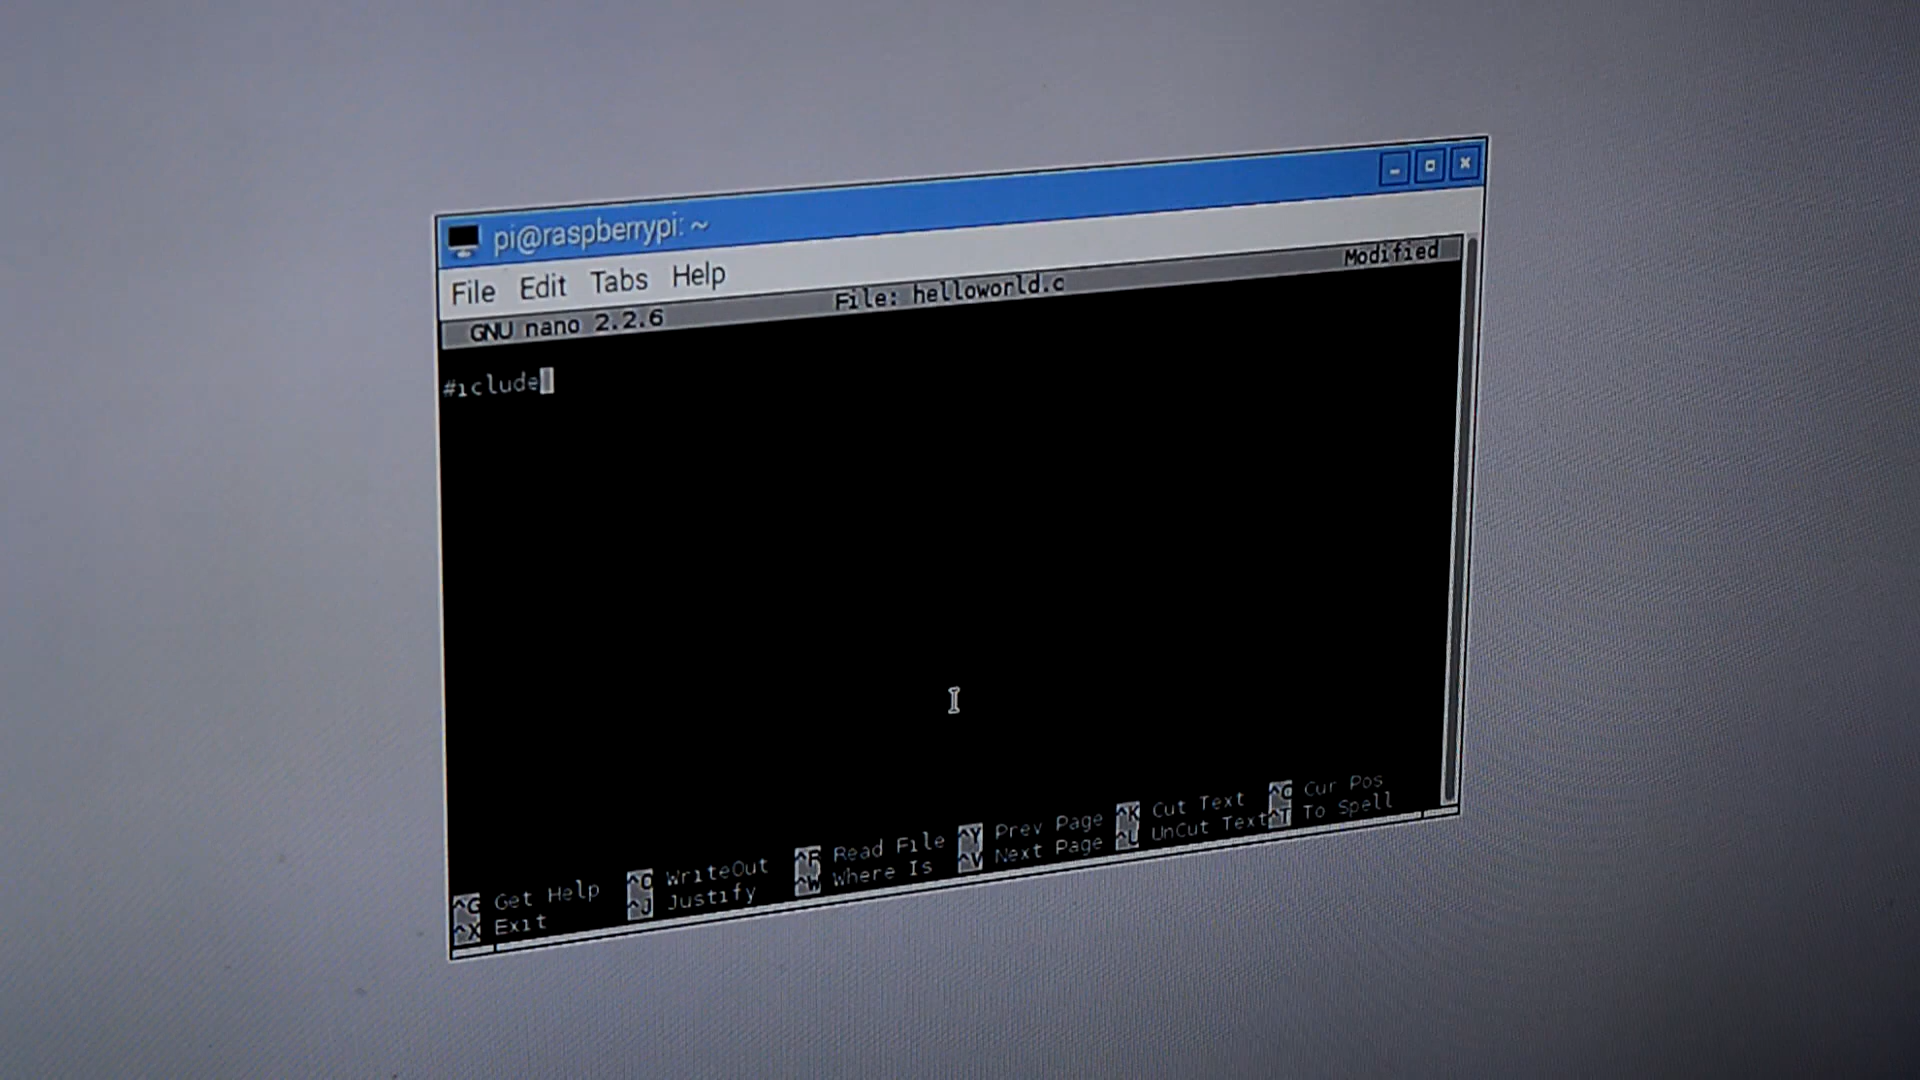 pi@raspberrypi: ~
File Edit Tabs Help
GNU nano 2.2.6 File: helloworld.c Modified
#iclude
^G Get Help ^O WriteOut ^R Read File ^Y Prev Page ^K Cut Text ^C Cur Pos
^X Exit ^J Justify ^W Where Is ^V Next Page ^U UnCut Text ^T To Spell